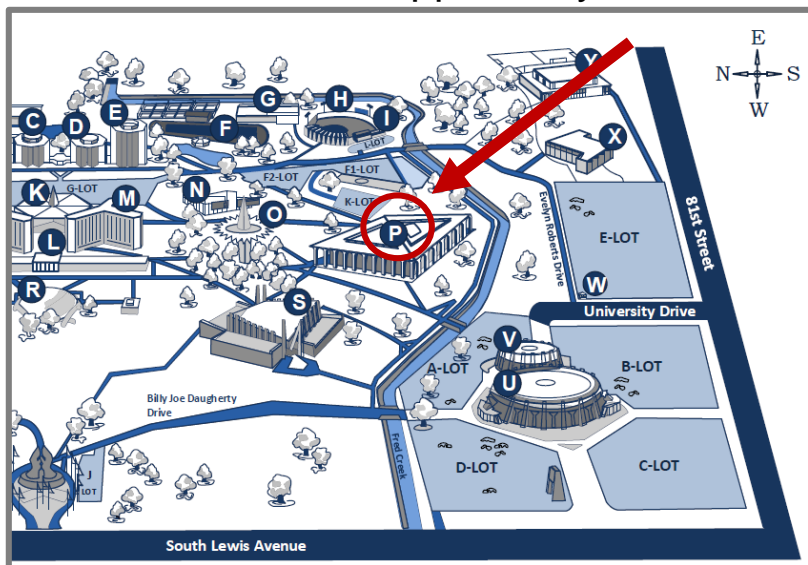 E
N
S
W
Y
C
D
E
G
F
H
I
I-LOT
X
F2-LOT
F1-LOT
K
G-LOT
M
N
K-LOT
O
P
Evelyn Roberts Drive
81st Street
E-LOT
L
R
S
W
University Drive
V
A-LOT
B-LOT
U
Billy Joe Daugherty
Drive
Fred Creek
J
LOT
D-LOT
C-LOT
South Lewis Avenue